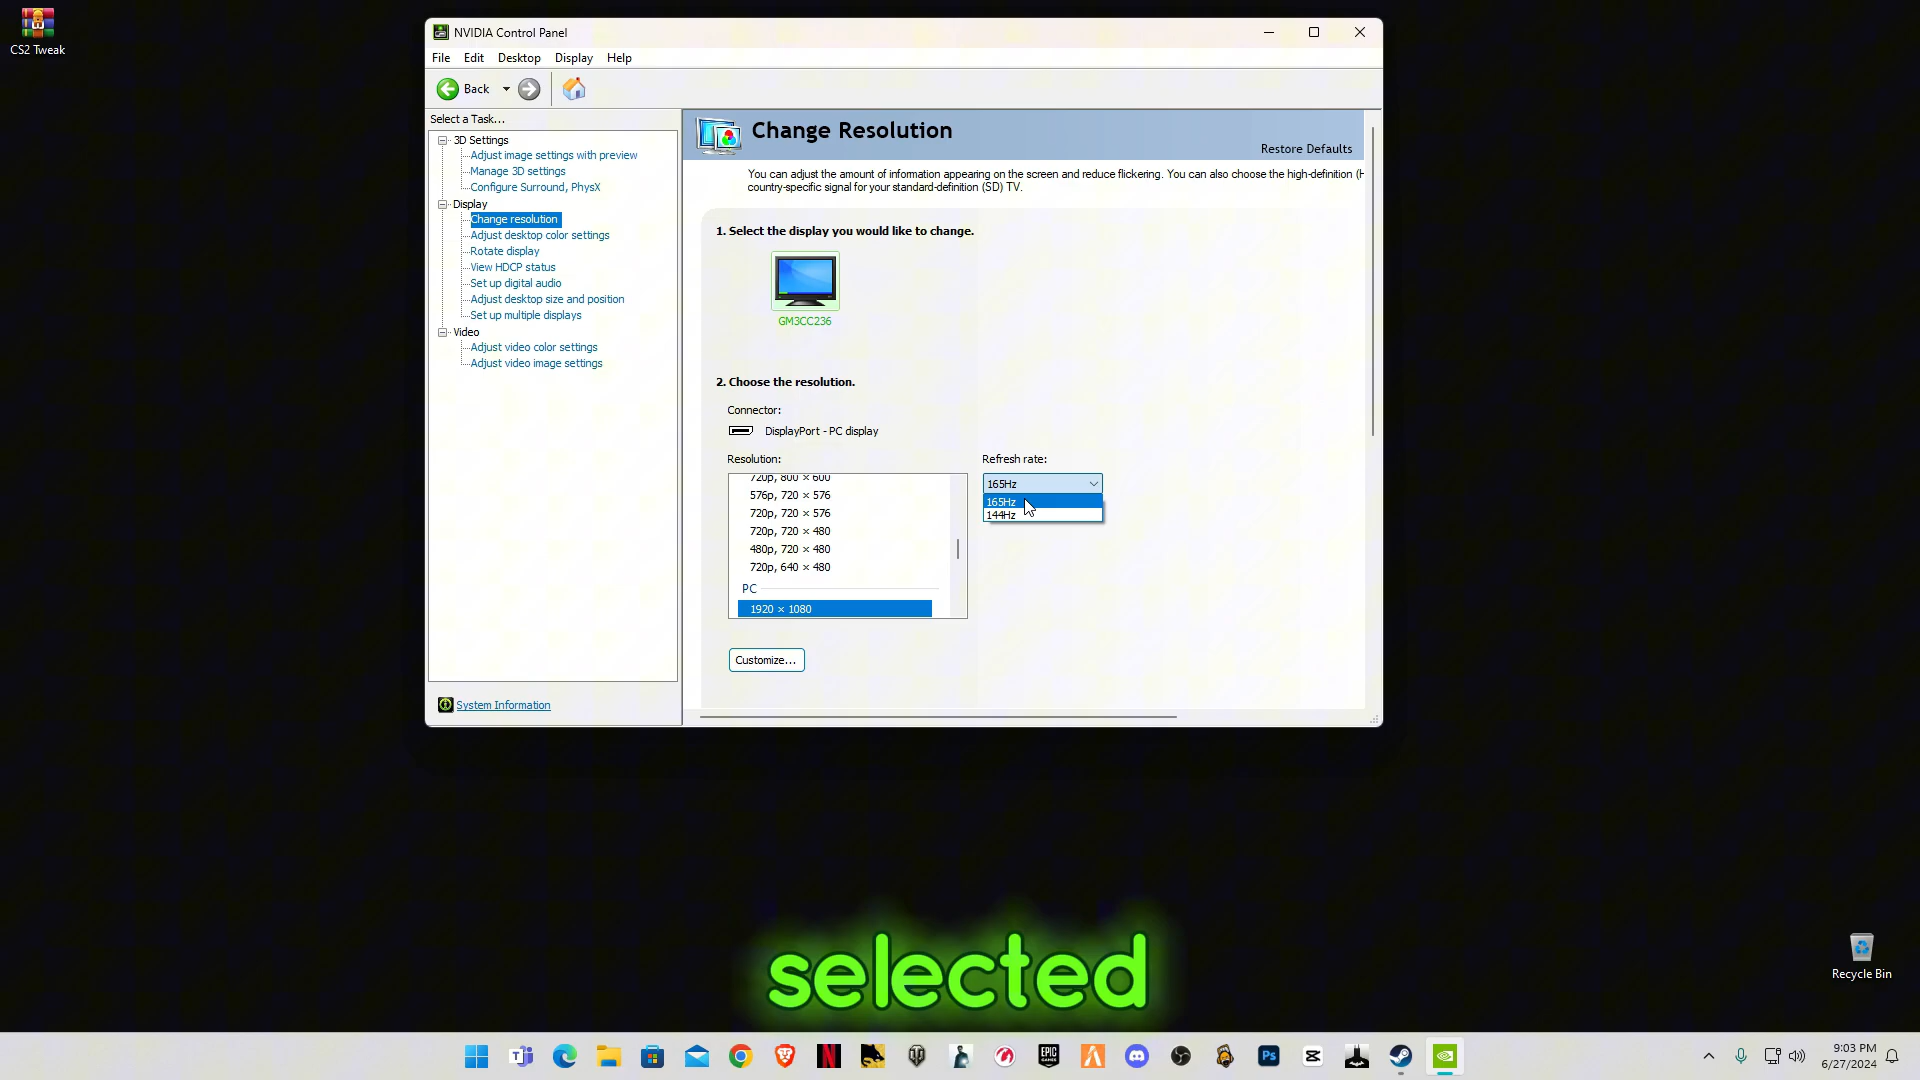 CS2 Tweak
NVIDIA Control Panel
File Edit Desktop Display Help
Back
Select a Task...
3D Settings
Adjust image settings with preview
Manage 3D settings
Configure Surround, PhysX
Display
Change resolution
Adjust desktop color settings
Rotate display
View HDCP status
Set up digital audio
Adjust desktop size and position
Set up multiple displays
Video
Adjust video color settings
Adjust video image settings
System Information
Change Resolution
Restore Defaults
You can adjust the amount of information appearing on the screen and reduce flickering. You can also choose the high-definition (H
country-specific signal for your standard-definition (SD) TV.
1. Select the display you would like to change.
GM3CC236
2. Choose the resolution.
Connector:
DisplayPort - PC display
Resolution:
720p, 800 × 600
576p, 720 × 576
720p, 720 × 576
720p, 720 × 480
480p, 720 × 480
720p, 640 × 480
PC
1920 × 1080
Refresh rate:
165Hz
165Hz
144Hz
Customize...
selected
Recycle Bin
EPIC GAMES
Ps
9:03 PM
6/27/2024